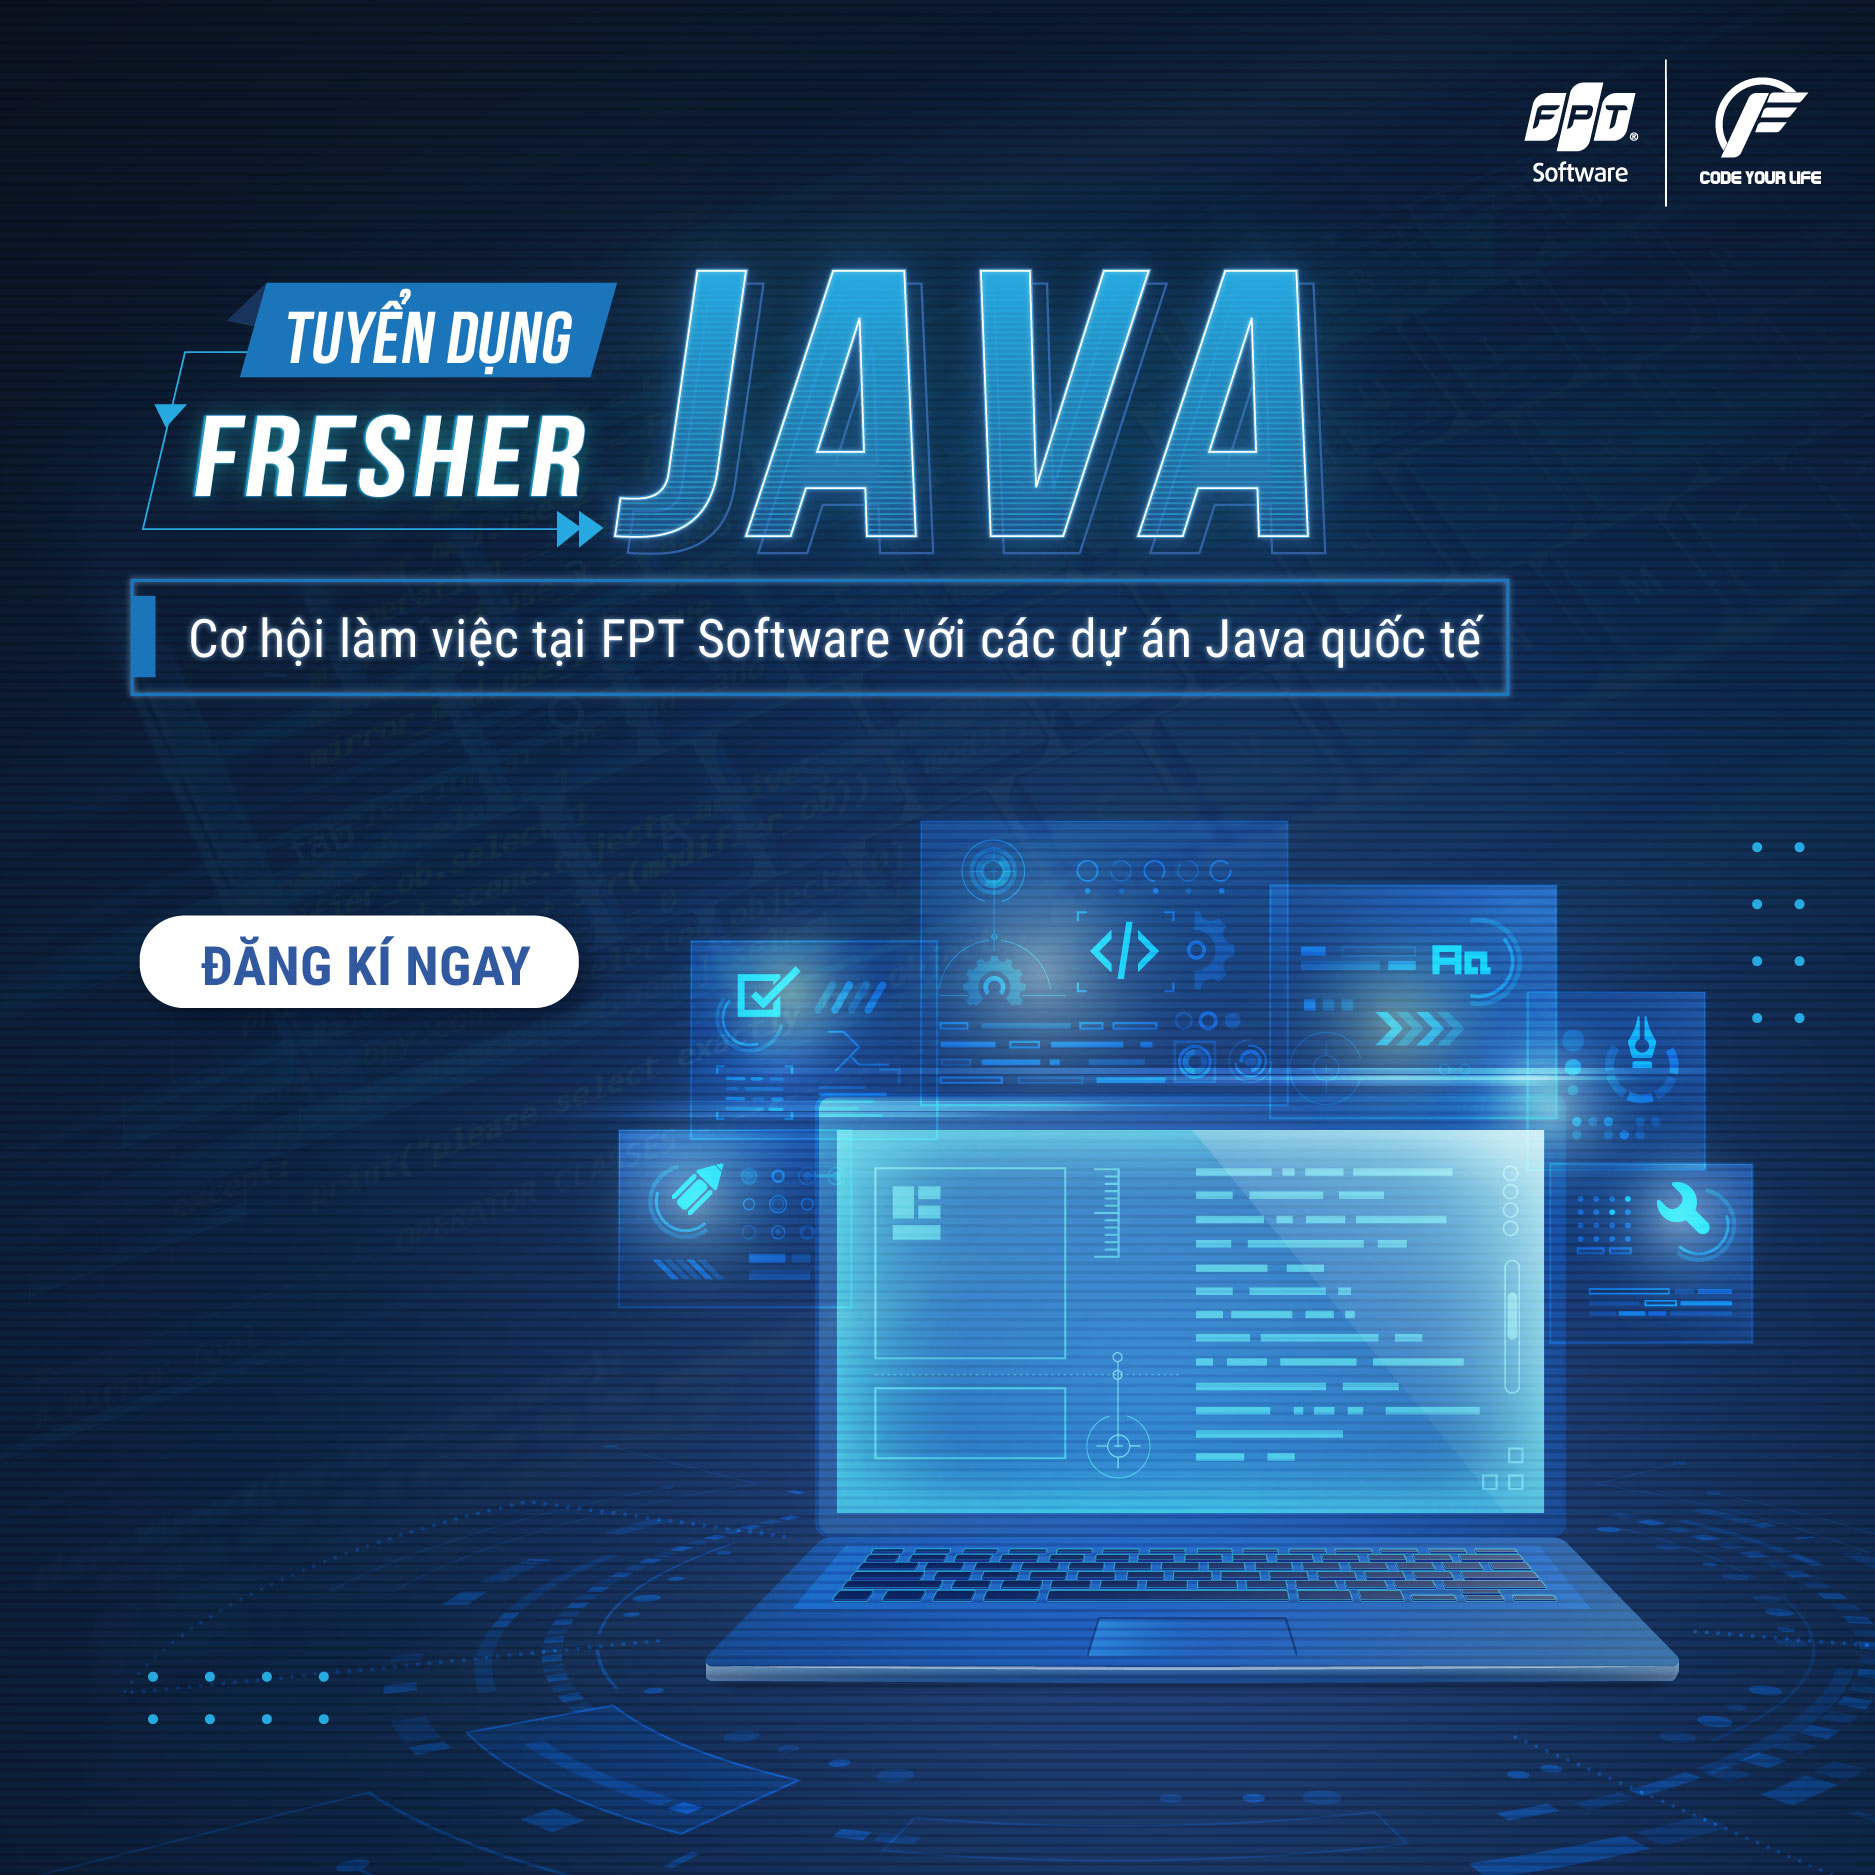 FPT®
Software
CODE YOUR LIFE
TUYỂN DỤNG
FRESHER
JAVA
Cơ hội làm việc tại FPT Software với các dự án Java quốc tế
ĐĂNG KÍ NGAY